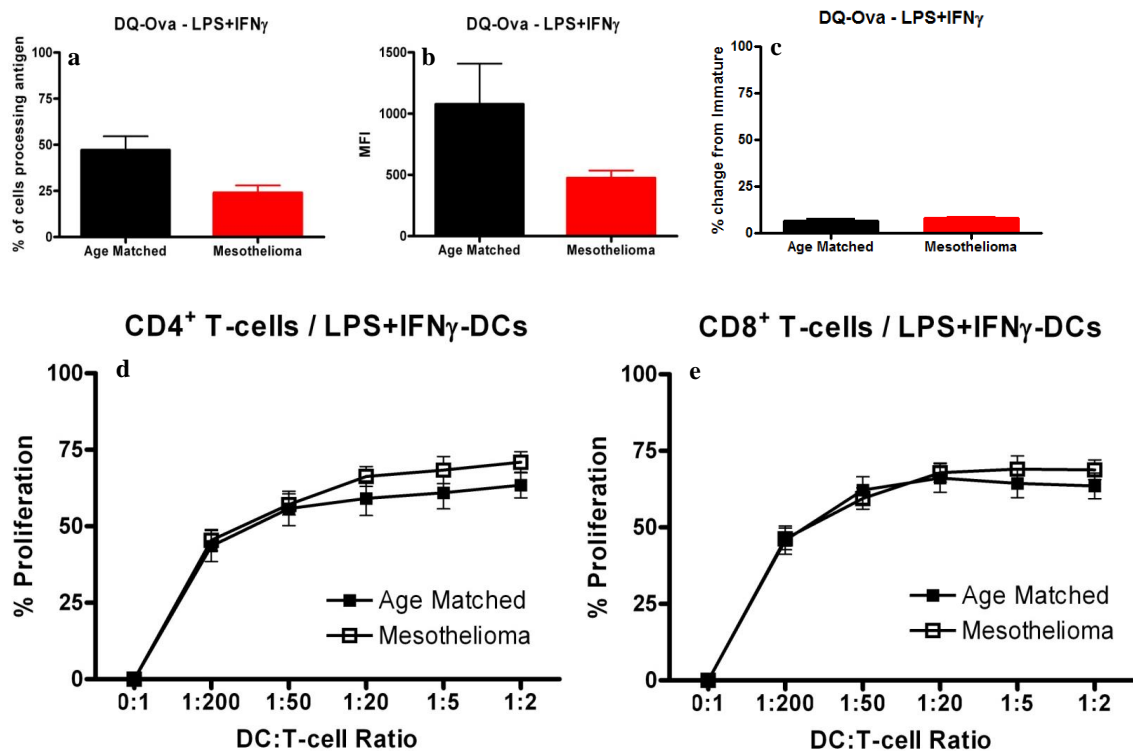 DQ-Ova - LPS+IFNγ
a
% of cells processing antigen
100
75
50
25
0
Age Matched
Mesothelioma
DQ-Ova - LPS+IFNγ
b
MFI
1500
1000
500
0
Age Matched
Mesothelioma
DQ-Ova - LPS+IFNγ
c
% change from Immature
100
75
50
25
0
Age Matched
Mesothelioma
CD4⁺ T-cells / LPS+IFNγ-DCs
d
% Proliferation
100
75
50
25
0
Age Matched
Mesothelioma
0:1 1:200 1:50 1:20 1:5 1:2
DC:T-cell Ratio
CD8⁺ T-cells / LPS+IFNγ-DCs
e
% Proliferation
100
75
50
25
0
Age Matched
Mesothelioma
0:1 1:200 1:50 1:20 1:5 1:2
DC:T-cell Ratio